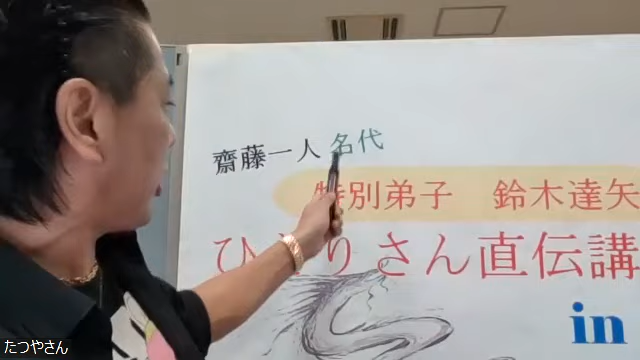 齋藤一人 名代
特別弟子 鈴木達矢
ひとりさん直伝講
in
たつやさん